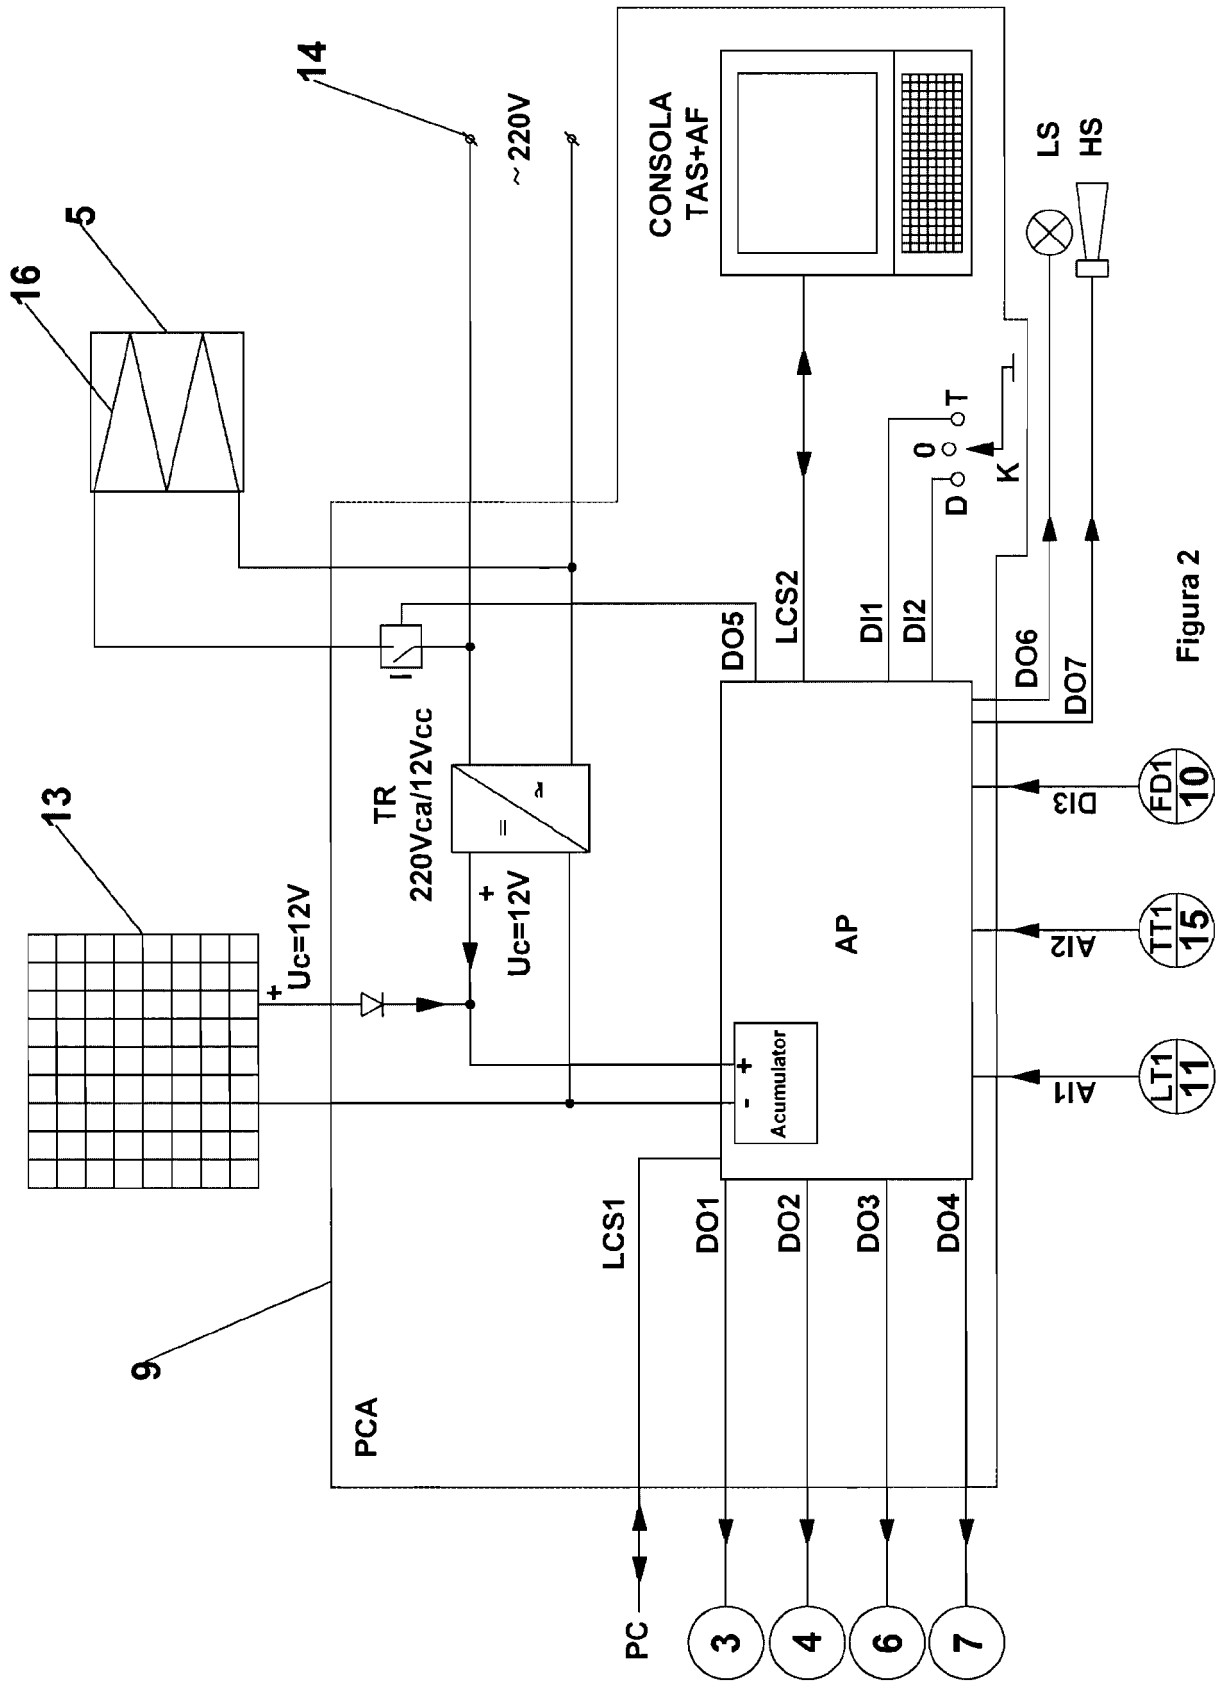 13
16
5
14
+
Uc=12V
TR
220Vca/12Vcc
I
~ 220V
+
Uc=12V
=
~
9
PCA
CONSOLA
TAS+AF
PC
LCS1
Acumulator
- +
AP
DO5
LCS2
DI1
DI2
D 0 T
K
LS
HS
DO6
DO7
DO1
DO2
DO3
DO4
3
4
6
7
AI1
AI2
DI3
LT1
11
TT1
15
FD1
10
Figura 2